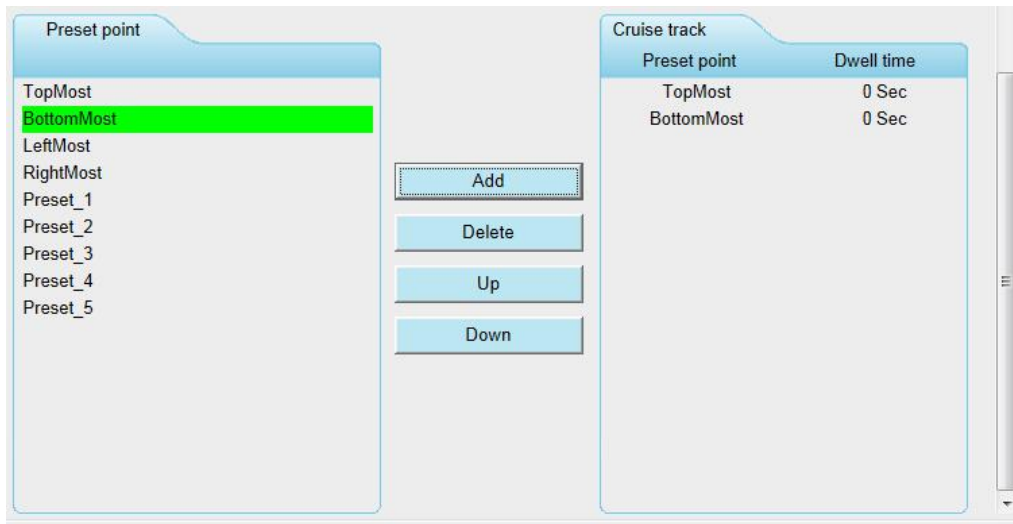 Preset point
TopMost
BottomMost
LeftMost
RightMost
Preset_1
Preset_2
Preset_3
Preset_4
Preset_5
Add
Delete
Up
Down
Cruise track
Preset point Dwell time
TopMost 0 Sec
BottomMost 0 Sec